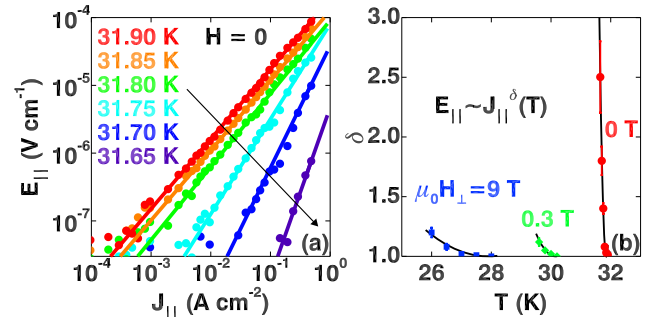 31.90 K
H = 0
31.85 K
31.80 K
31.75 K
31.70 K
31.65 K
(a)
E|| (V cm⁻¹)
10⁻⁴
10⁻⁵
10⁻⁶
10⁻⁷
10⁻⁴ 10⁻³ 10⁻² 10⁻¹ 10⁰
J|| (A cm⁻²)
δ
3.0
2.5
2.0
1.5
1.0
E||~J||^δ(T)
0 T
μ₀H⊥=9 T
0.3 T
(b)
26 28 30 32
T (K)